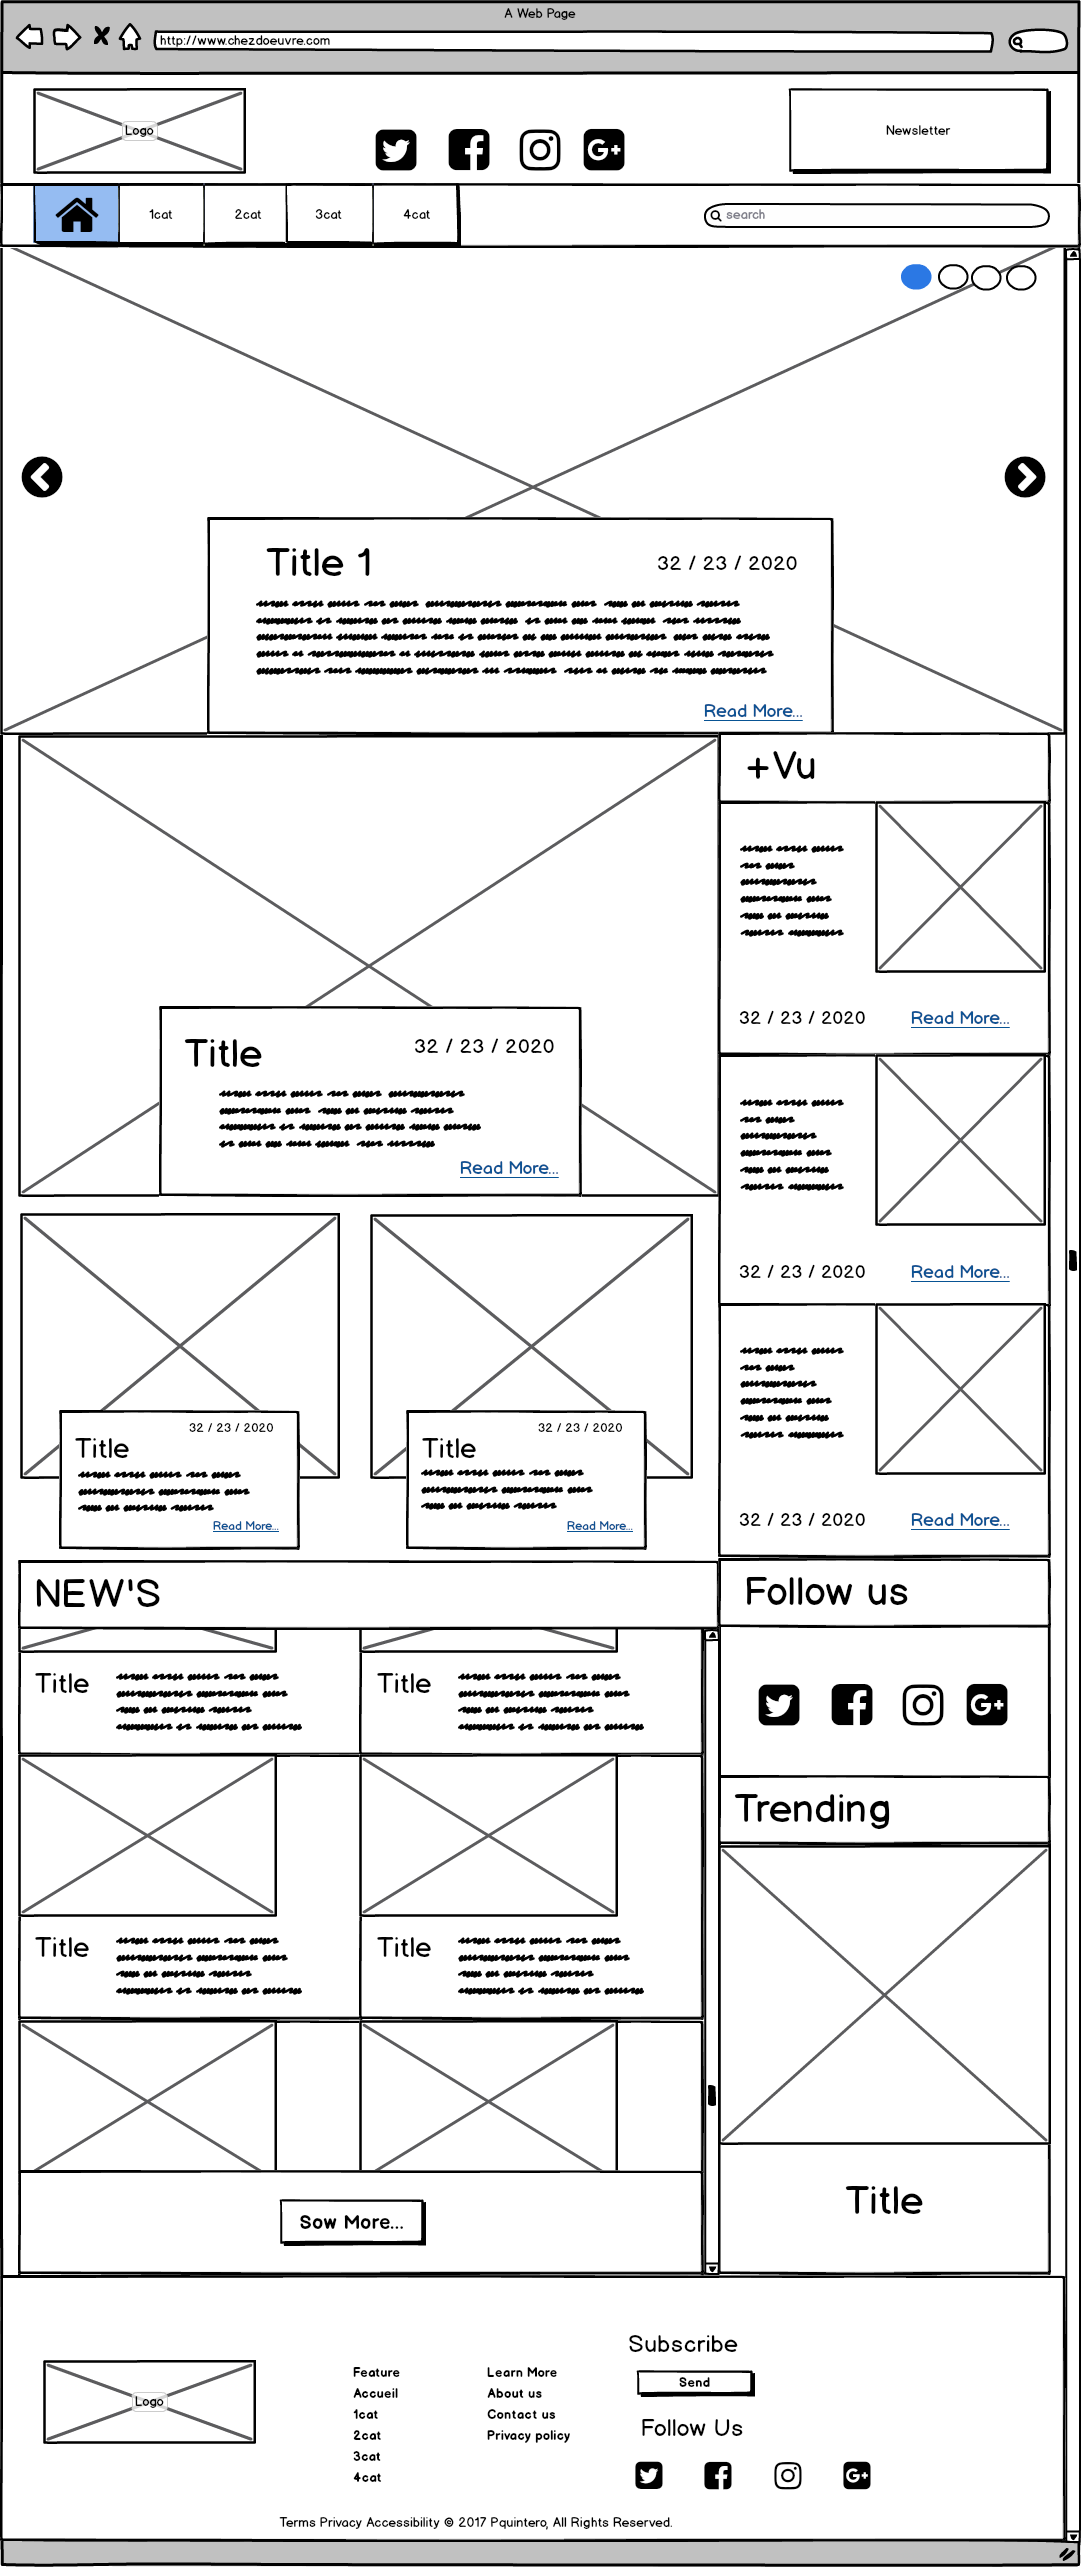 A Web Page
http://www.chezdoeuvre.com
Logo
Newsletter
1cat
2cat
3cat
4cat
search
Title 1
32 / 23 / 2020
Read More...
Title
32 / 23 / 2020
Read More...
32 / 23 / 2020
Title
Read More...
32 / 23 / 2020
Title
Read More...
+Vu
32 / 23 / 2020
Read More...
32 / 23 / 2020
Read More...
32 / 23 / 2020
Read More...
NEW'S
Title
Title
Title
Title
Sow More...
Follow us
Trending
Title
Logo
Feature
Accueil
1cat
2cat
3cat
4cat
Learn More
About us
Contact us
Privacy policy
Subscribe
Send
Follow Us
Terms Privacy Accessibility © 2017 Pquintero, All Rights Reserved.